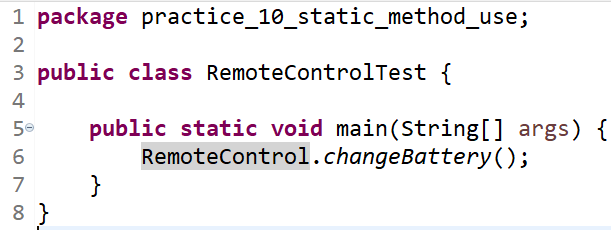 1 package practice_10_static_method_use;
2
3 public class RemoteControlTest {
4
5     public static void main(String[] args) {
6         RemoteControl.changeBattery();
7     }
8 }